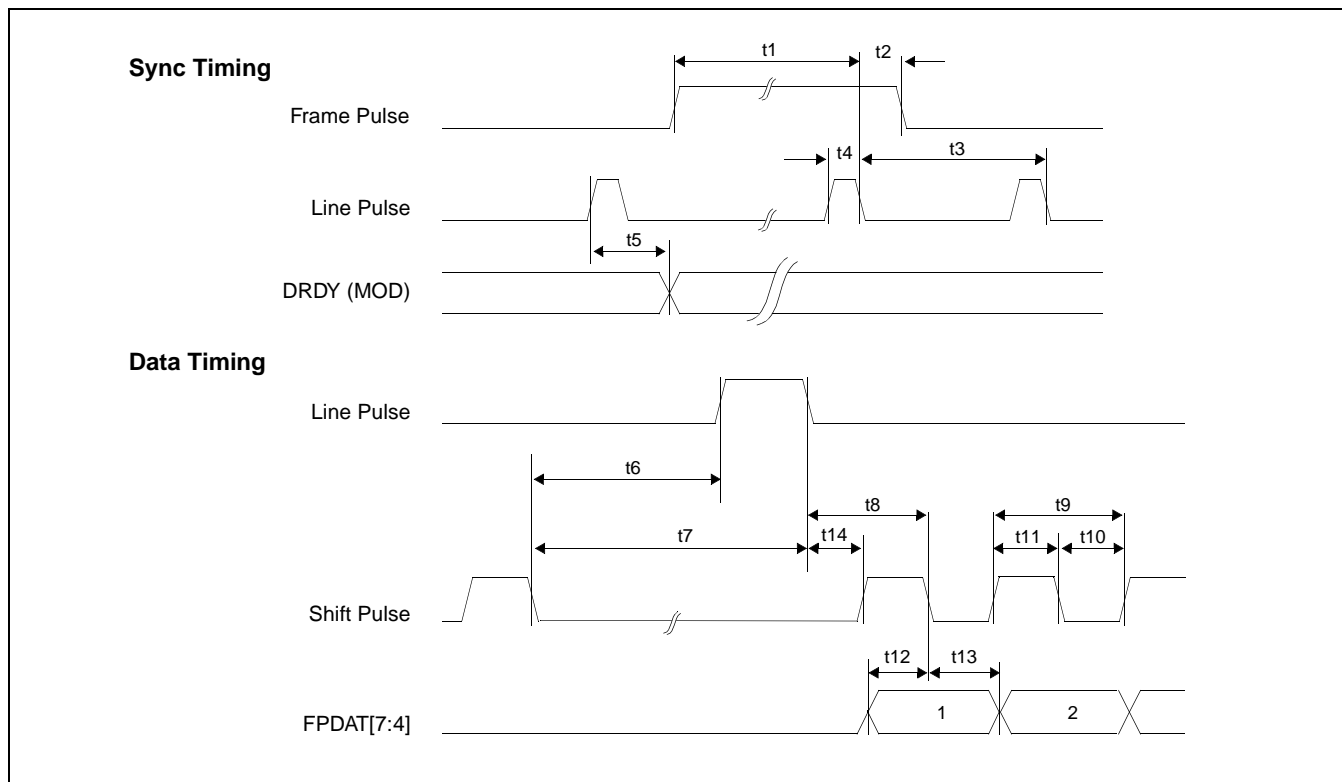 Sync Timing
t1
t2
Frame Pulse
t4
t3
Line Pulse
t5
DRDY (MOD)
Data Timing
Line Pulse
t6
t8
t9
t7
t14
t11
t10
Shift Pulse
t12
t13
FPDAT[7:4]
1
2